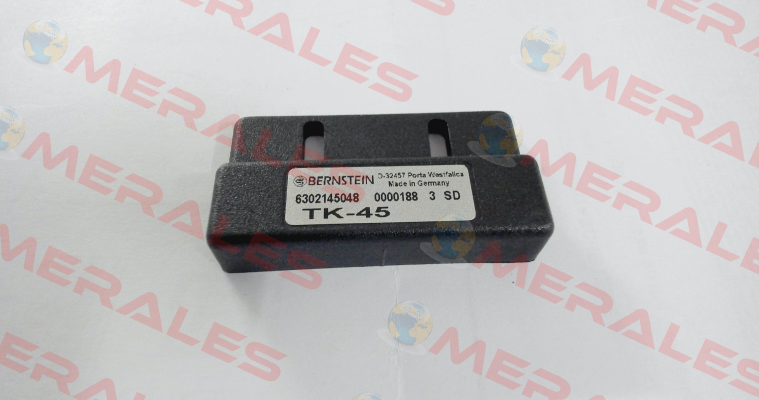 MERALES
MERALES
MERALES
BERNSTEIN D-32457 Porta Westfalica
Made in Germany
6302145048 0000188 3 SD
TK-45
MERALES
MERALES
MERALES